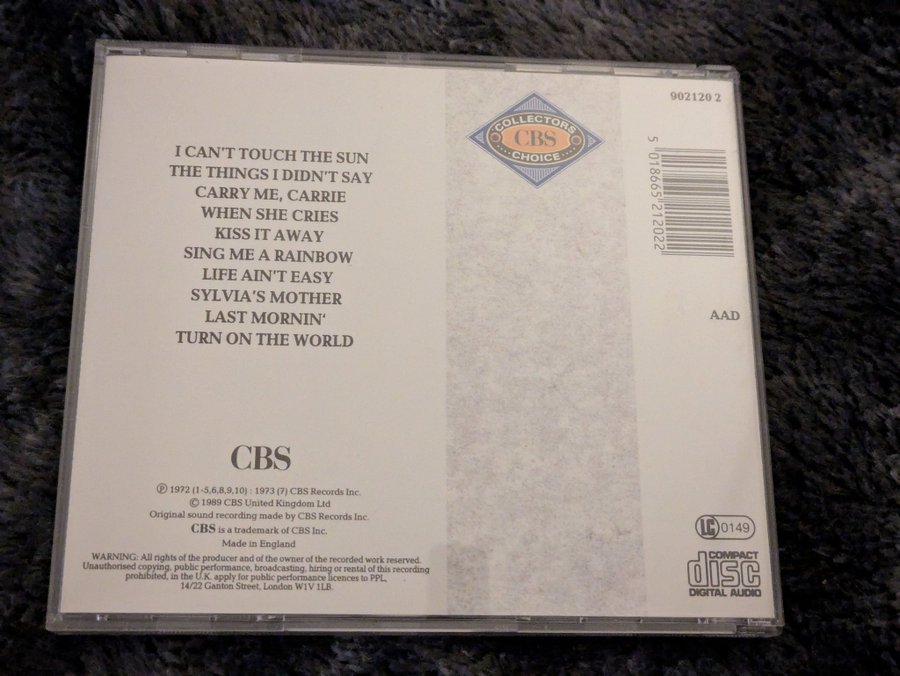 I CAN'T TOUCH THE SUN
THE THINGS I DIDN'T SAY
CARRY ME, CARRIE
WHEN SHE CRIES
KISS IT AWAY
SING ME A RAINBOW
LIFE AIN'T EASY
SYLVIA'S MOTHER
LAST MORNIN'
TURN ON THE WORLD
CBS
℗ 1972 (1-5,6,8,9,10) : 1973 (7) CBS Records Inc.
© 1989 CBS United Kingdom Ltd
Original sound recording made by CBS Records Inc.
CBS is a trademark of CBS Inc.
Made in England
WARNING: All rights of the producer and of the owner of the recorded work reserved.
Unauthorised copying, public performance, broadcasting, hiring or rental of this recording
prohibited, in the U.K. apply for public performance licences to PPL,
14/22 Ganton Street, London W1V 1LB.
COLLECTORS
CBS
CHOICE
902120 2
5 018665 212022
AAD
LC 0149
COMPACT
disc
DIGITAL AUDIO